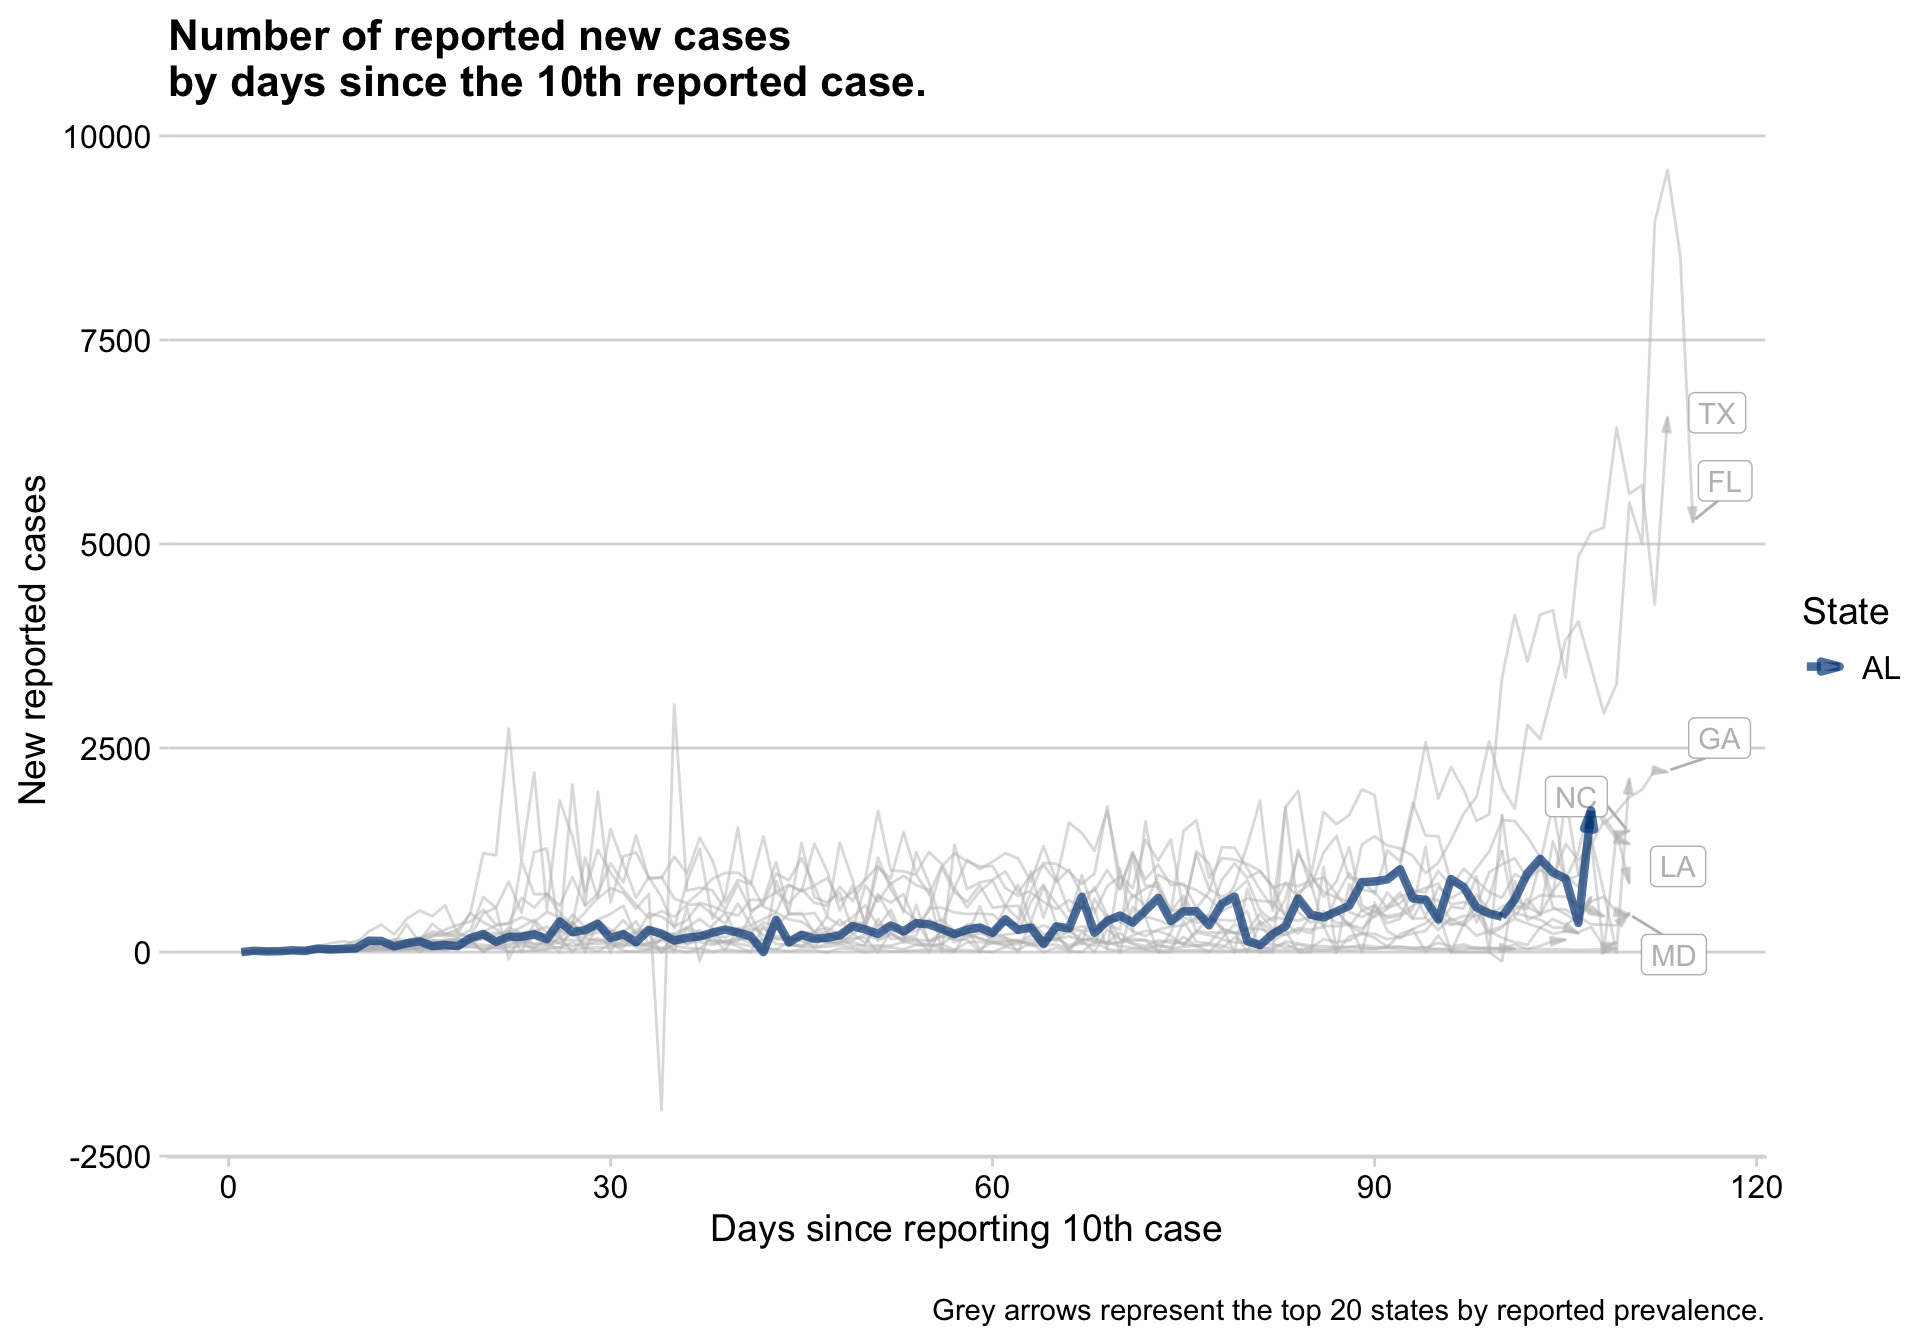 Number of reported new cases
by days since the 10th reported case.
10000
7500
5000
2500
0
-2500
New reported cases
TX
FL
GA
NC
LA
MD
State
AL
0 30 60 90 120
Days since reporting 10th case
Grey arrows represent the top 20 states by reported prevalence.